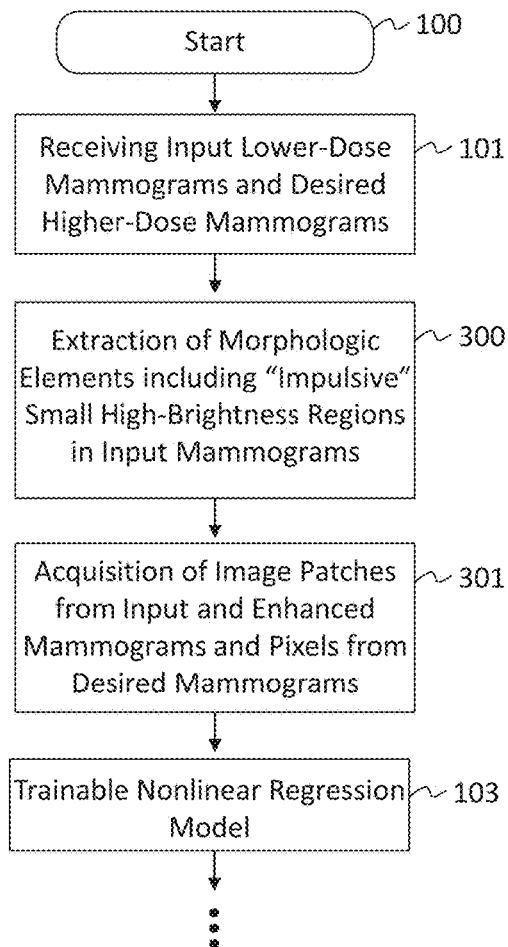 Start
100
Receiving Input Lower-Dose
Mammograms and Desired
Higher-Dose Mammograms
101
Extraction of Morphologic
Elements including “Impulsive”
Small High-Brightness Regions
in Input Mammograms
300
Acquisition of Image Patches
from Input and Enhanced
Mammograms and Pixels from
Desired Mammograms
301
Trainable Nonlinear Regression
Model
103